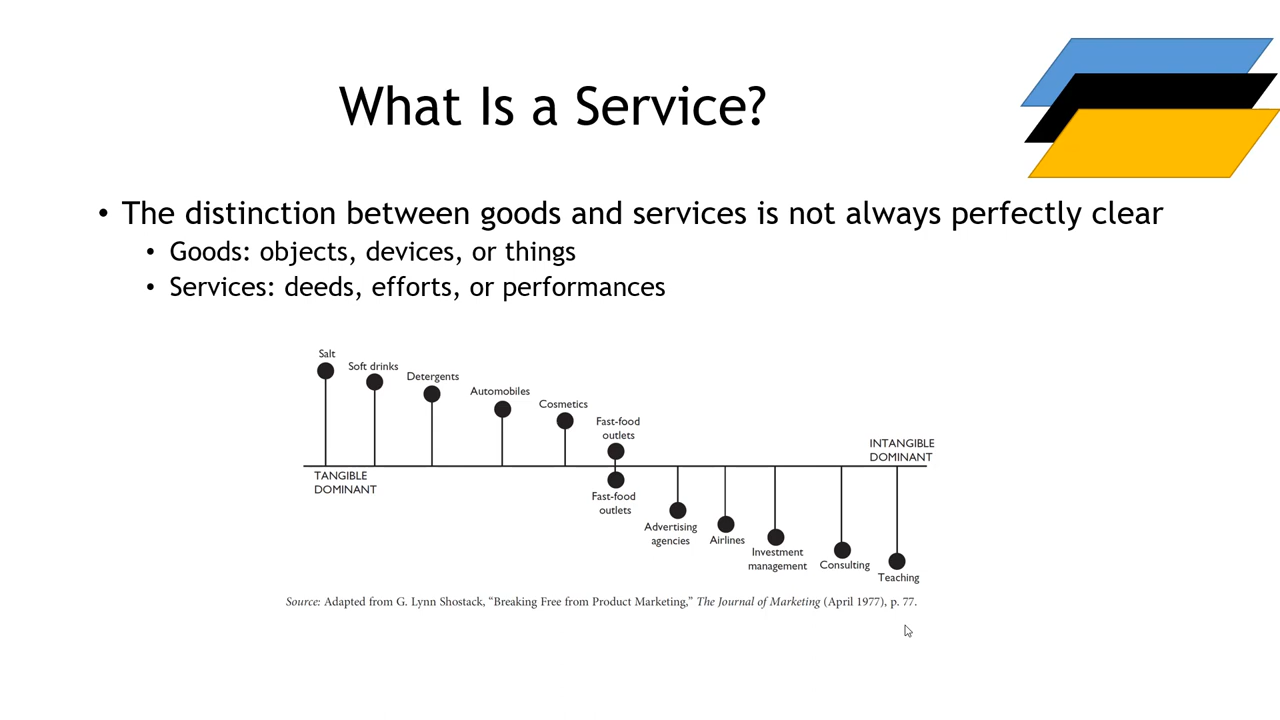 What Is a Service?
• The distinction between goods and services is not always perfectly clear
• Goods: objects, devices, or things
• Services: deeds, efforts, or performances
Salt
Soft drinks
Detergents
Automobiles
Cosmetics
Fast-food
outlets
INTANGIBLE
DOMINANT
TANGIBLE
DOMINANT
Fast-food
outlets
Advertising
agencies
Airlines
Investment
management
Consulting
Teaching
Source: Adapted from G. Lynn Shostack, “Breaking Free from Product Marketing,” The Journal of Marketing (April 1977), p. 77.